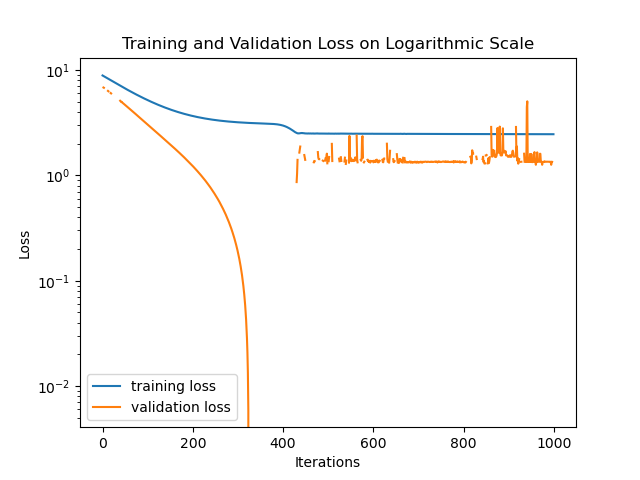 Training and Validation Loss on Logarithmic Scale
10¹
10⁰
10⁻¹
10⁻²
Loss
training loss
validation loss
0 200 400 600 800 1000
Iterations